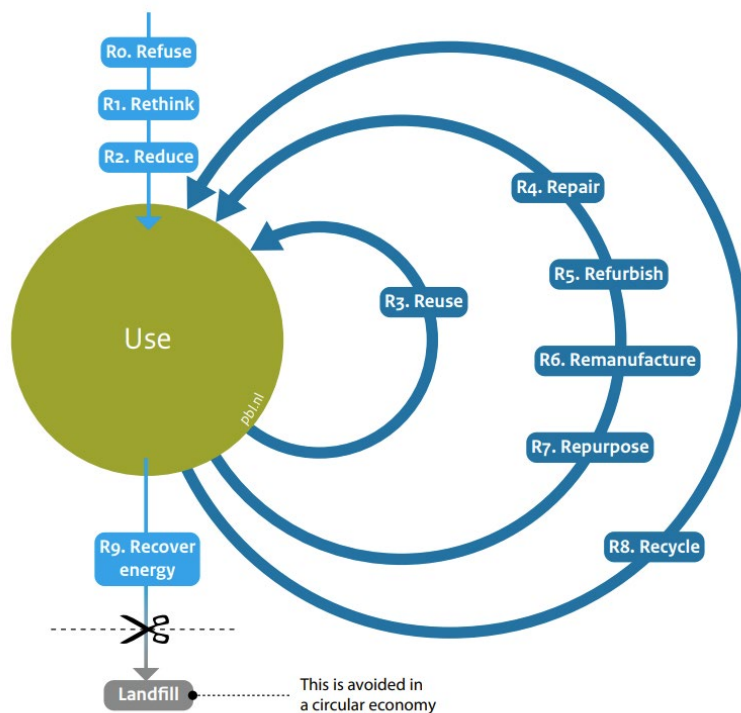 R0. Refuse
R1. Rethink
R2. Reduce
R4. Repair
R5. Refurbish
R3. Reuse
Use
R6. Remanufacture
pbl.nl
R7. Repurpose
R9. Recover
energy
R8. Recycle
Landfill
This is avoided in
a circular economy